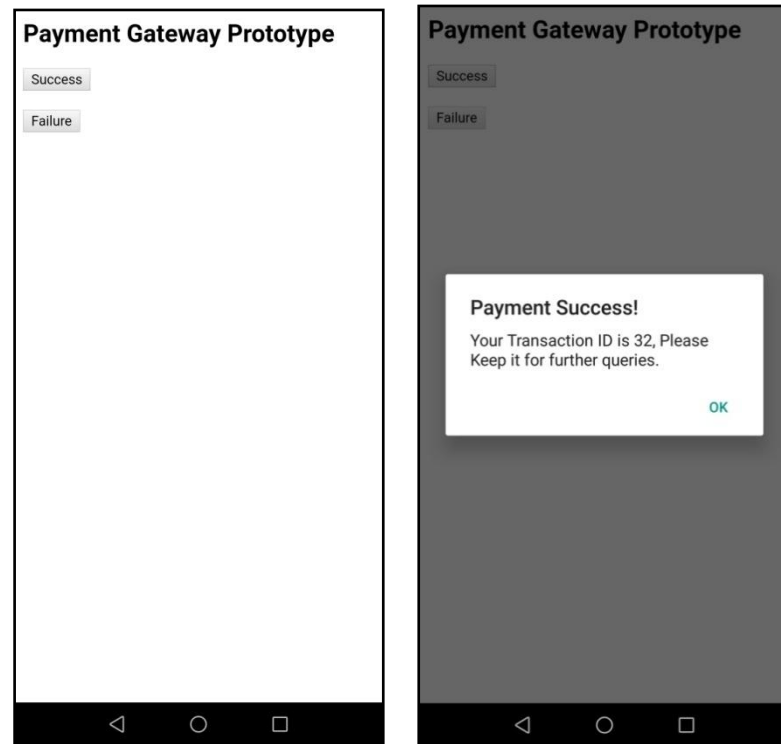 Payment Gateway Prototype
Success
Failure
Payment Gateway Prototype
Success
Failure
Payment Success!
Your Transaction ID is 32, Please
Keep it for further queries.
OK